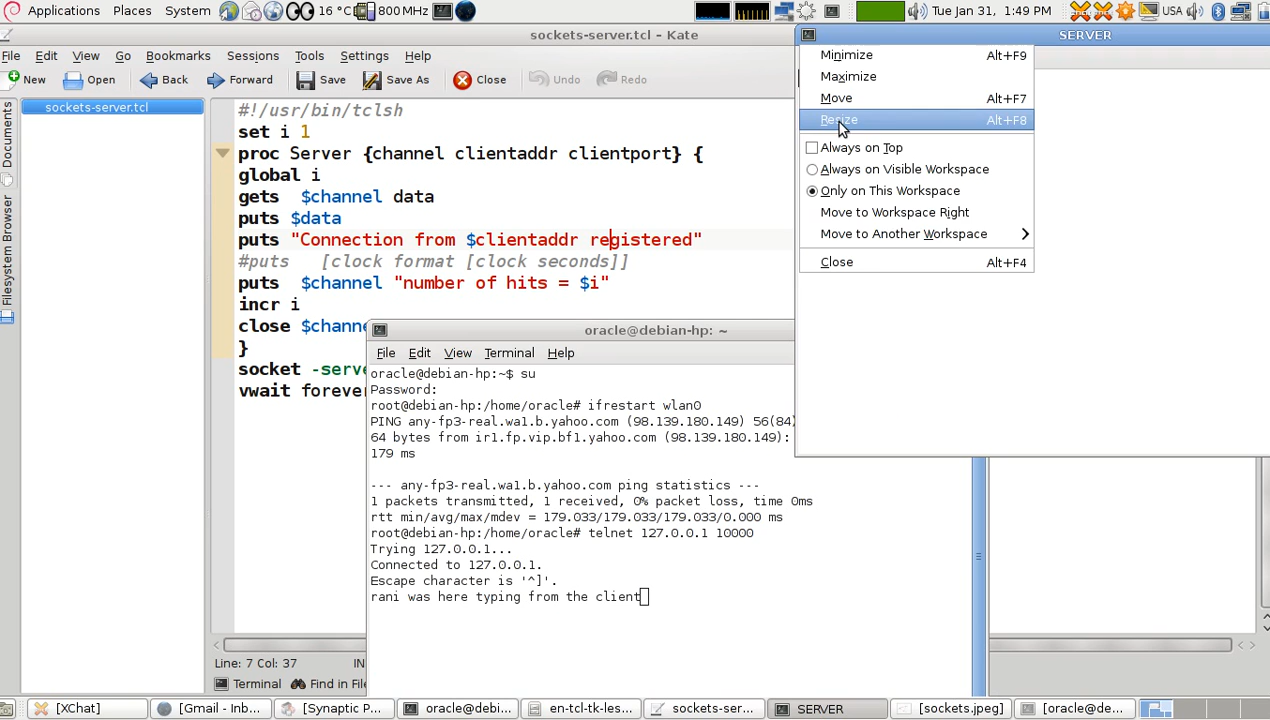 Applications Places System 16 °C 800 MHz Tue Jan 31, 1:49 PM USA
sockets-server.tcl – Kate
File Edit View Go Bookmarks Sessions Tools Settings Help
New Open Back Forward Save Save As Close Undo Redo
Documents
Filesystem Browser
sockets-server.tcl
#!/usr/bin/tclsh
set i 1
proc Server {channel clientaddr clientport} {
global i
gets $channel data
puts $data
puts "Connection from $clientaddr registered"
#puts [clock format [clock seconds]]
puts $channel "number of hits = $i"
incr i
close $channe
}
socket -serve
vwait forever
Line: 7 Col: 37 IN
Terminal Find in File
SERVER
Minimize Alt+F9
Maximize
Move Alt+F7
Resize Alt+F8
Always on Top
Always on Visible Workspace
Only on This Workspace
Move to Workspace Right
Move to Another Workspace
Close Alt+F4
oracle@debian-hp: ~
File Edit View Terminal Help
oracle@debian-hp:~$ su
Password:
root@debian-hp:/home/oracle# ifrestart wlan0
PING any-fp3-real.wa1.b.yahoo.com (98.139.180.149) 56(84)
64 bytes from ir1.fp.vip.bf1.yahoo.com (98.139.180.149):
179 ms
--- any-fp3-real.wa1.b.yahoo.com ping statistics ---
1 packets transmitted, 1 received, 0% packet loss, time 0ms
rtt min/avg/max/mdev = 179.033/179.033/179.033/0.000 ms
root@debian-hp:/home/oracle# telnet 127.0.0.1 10000
Trying 127.0.0.1...
Connected to 127.0.0.1.
Escape character is '^]'.
rani was here typing from the client
[XChat] [Gmail - Inb... [Synaptic P... oracle@debi... en-tcl-tk-les... sockets-ser... SERVER [sockets.jpeg] [oracle@de...